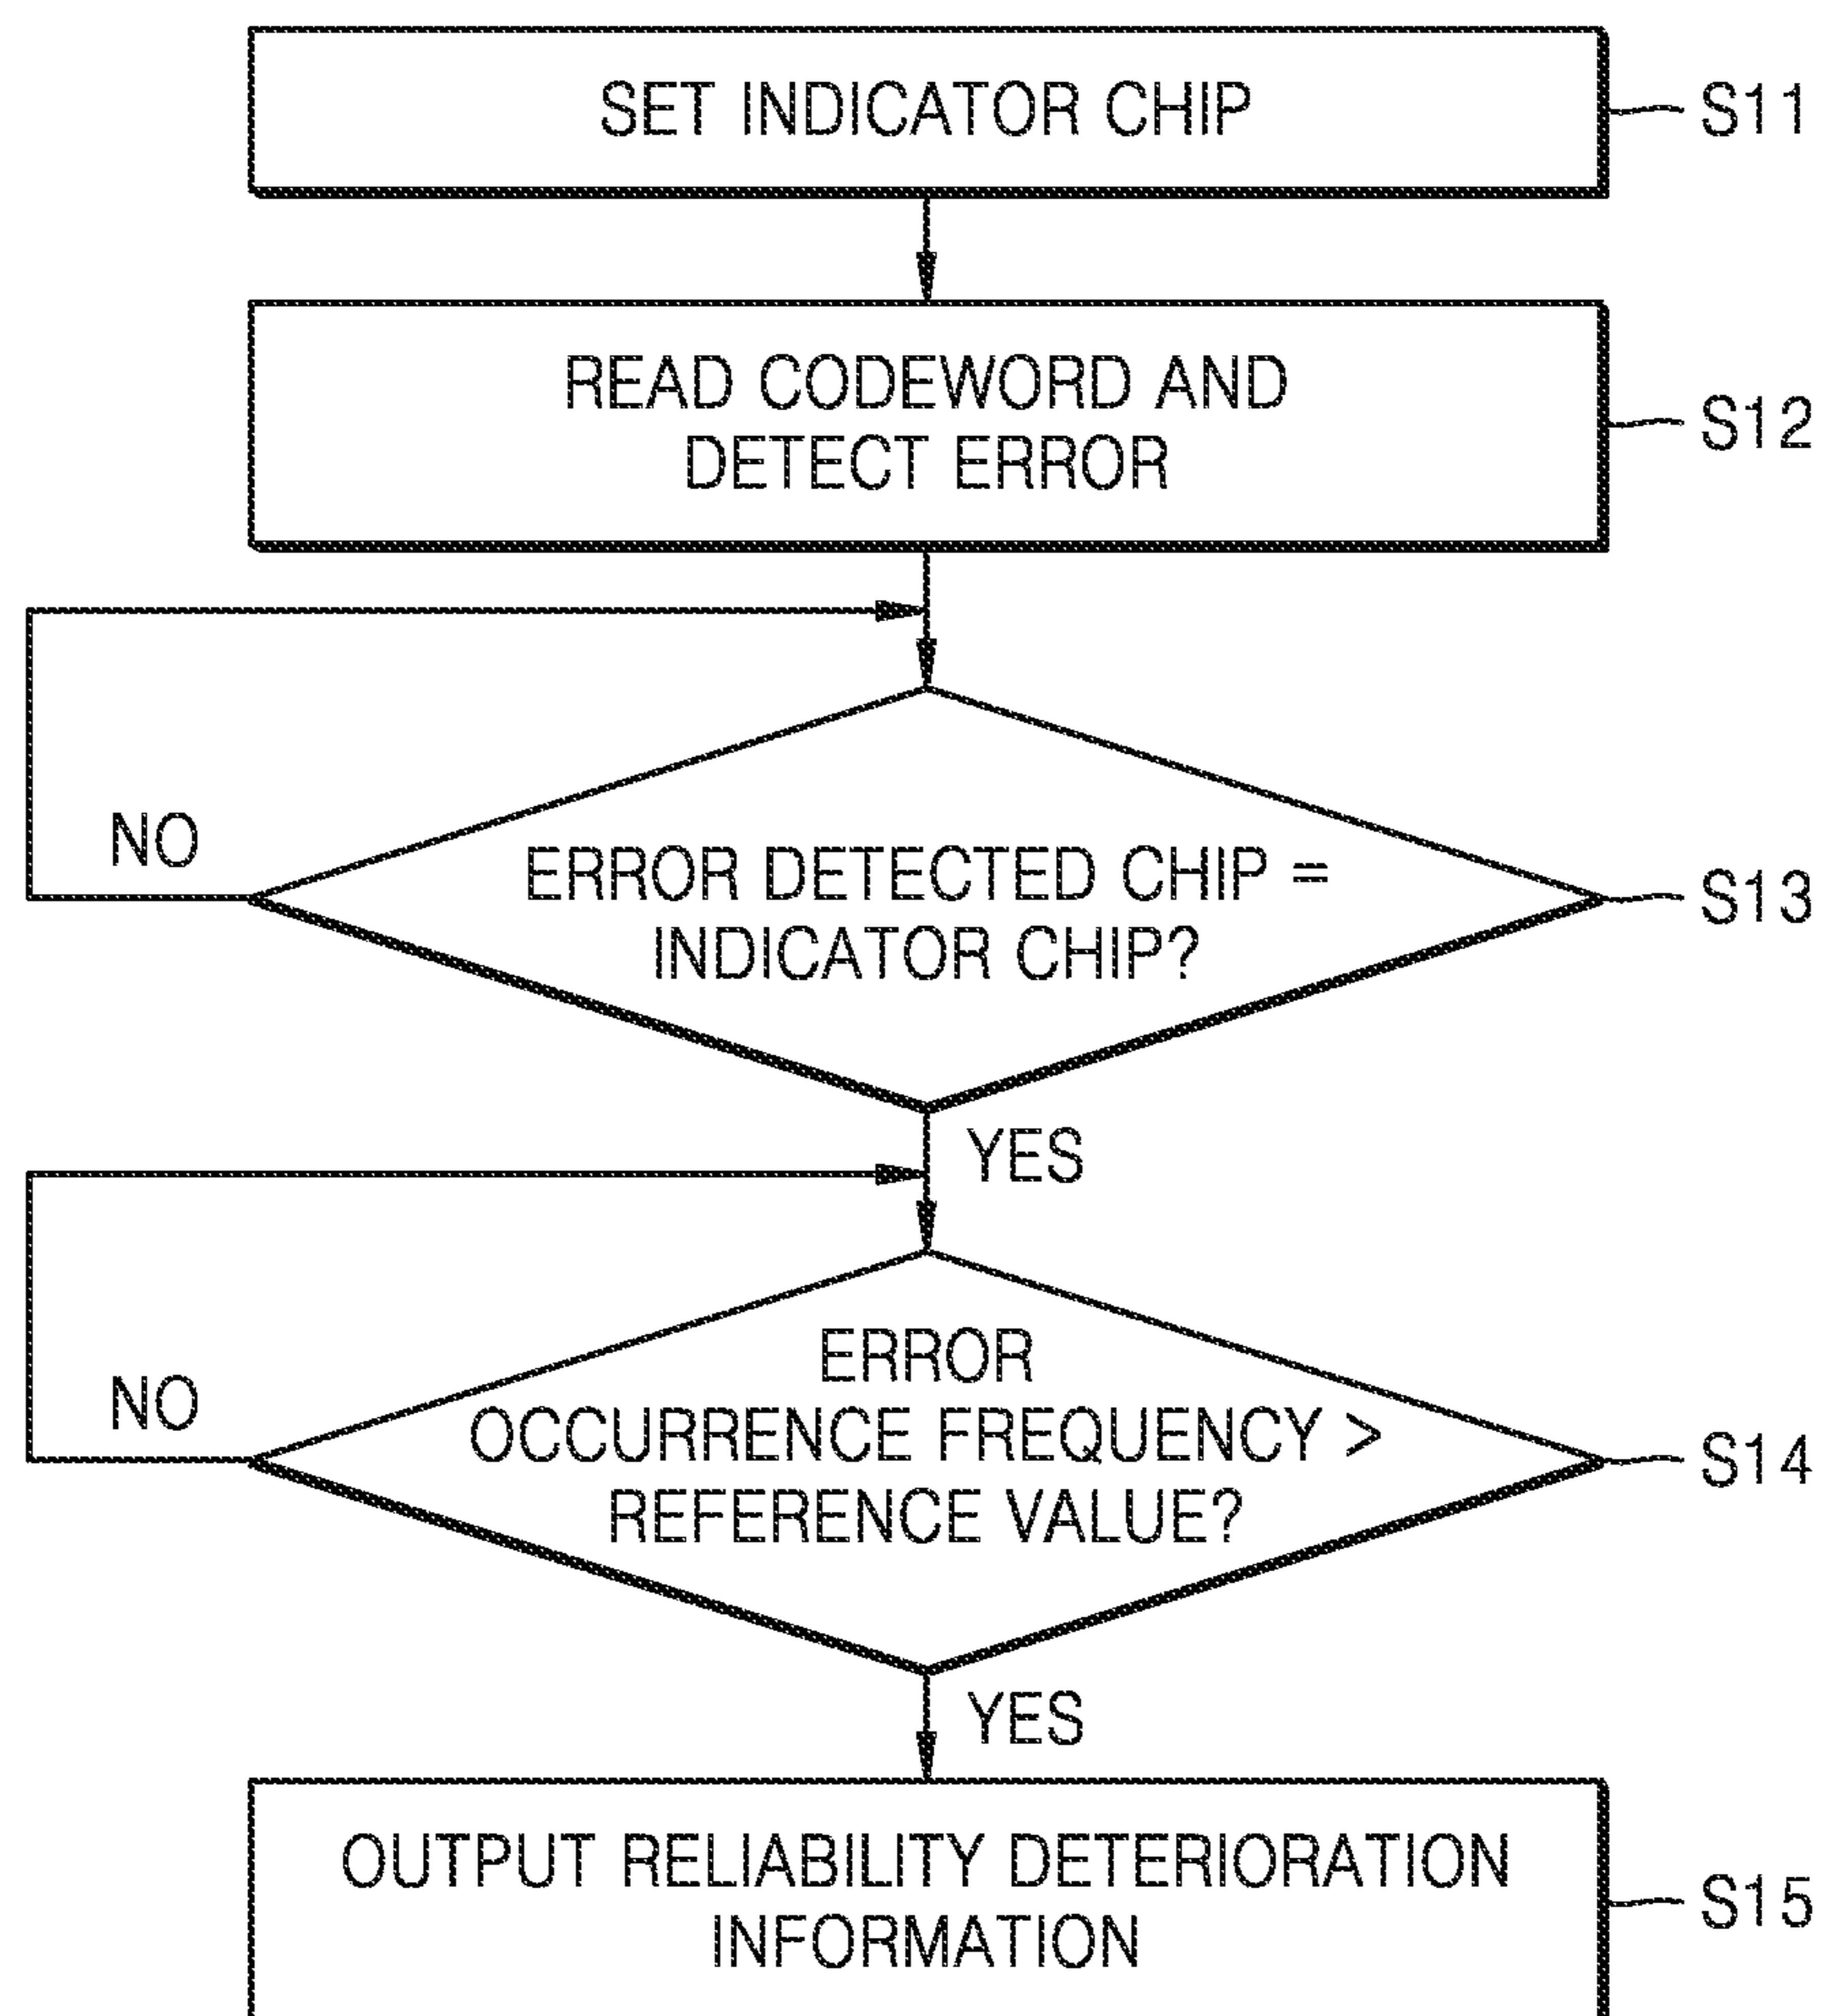 SET INDICATOR CHIP
S11
READ CODEWORD AND
DETECT ERROR
S12
NO
ERROR DETECTED CHIP =
INDICATOR CHIP?
S13
YES
NO
ERROR
OCCURRENCE FREQUENCY >
REFERENCE VALUE?
S14
YES
OUTPUT RELIABILITY DETERIORATION
INFORMATION
S15